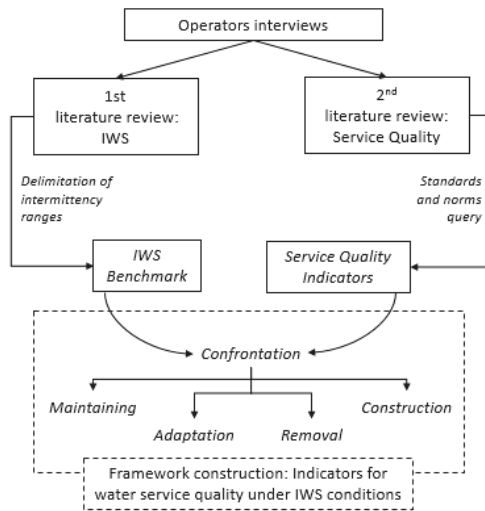 Operators interviews
1st
literature review:
IWS
2nd
literature review:
Service Quality
Delimitation of
intermittency
ranges
Standards
and norms
query
IWS
Benchmark
Service Quality
Indicators
Confrontation
Maintaining
Construction
Adaptation
Removal
Framework construction: Indicators for
water service quality under IWS conditions